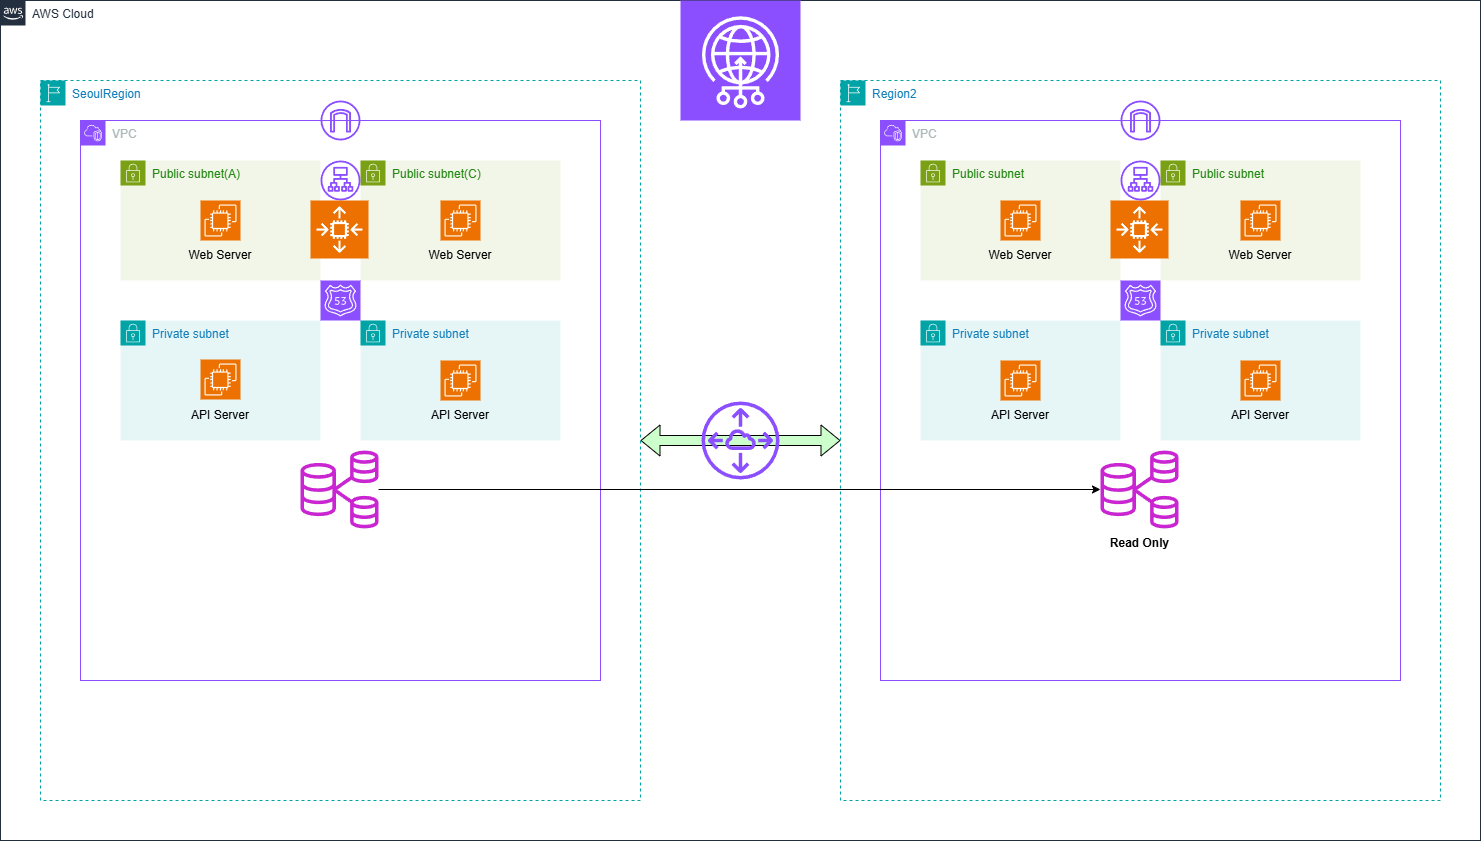 aws
AWS Cloud
SeoulRegion
VPC
Public subnet(A)
Public subnet(C)
Web Server
Web Server
53
Private subnet
Private subnet
API Server
API Server
Region2
VPC
Public subnet
Public subnet
Web Server
Web Server
53
Private subnet
Private subnet
API Server
API Server
Read Only